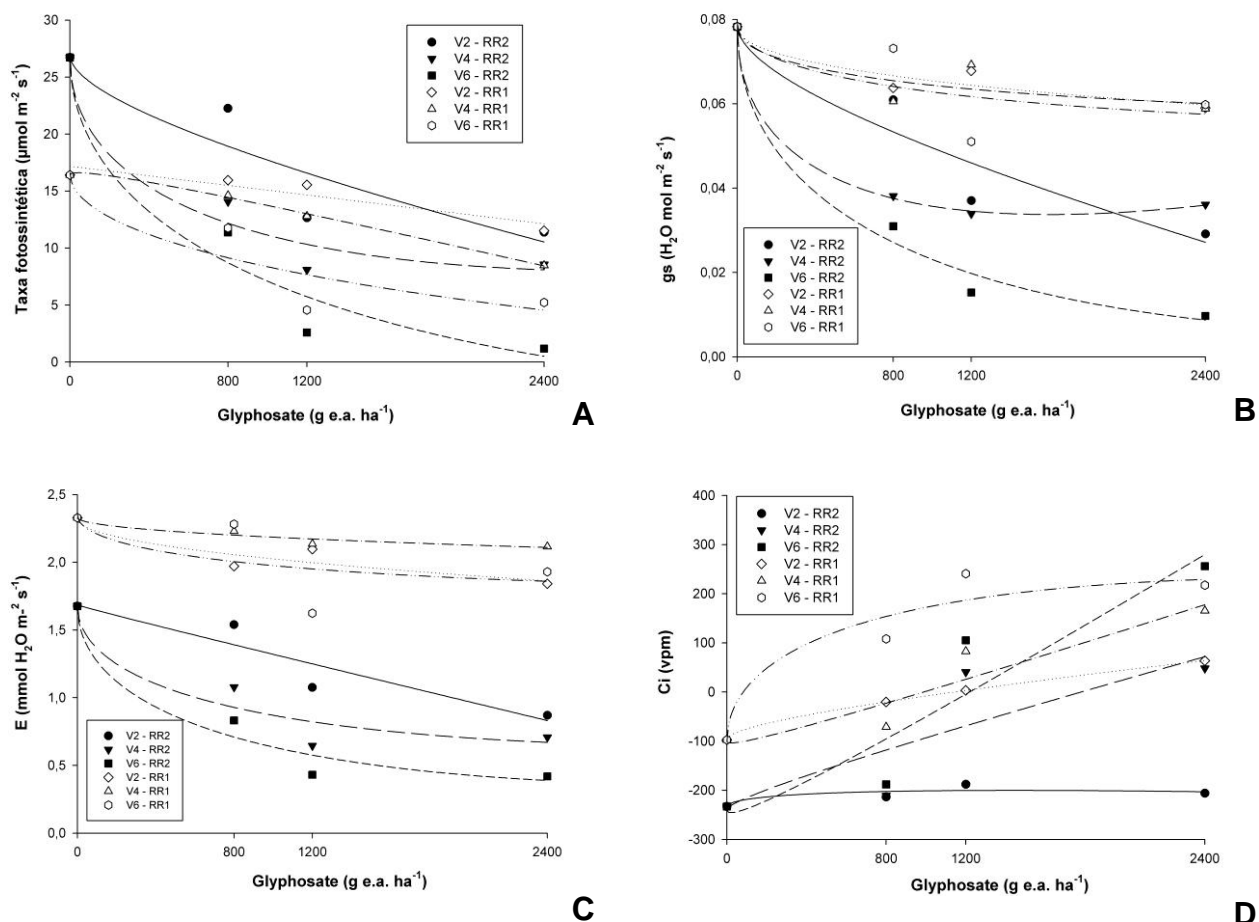 Taxa fotossintética (µmol m⁻² s⁻¹)
30
25
20
15
10
5
0
V2 - RR2
V4 - RR2
V6 - RR2
V2 - RR1
V4 - RR1
V6 - RR1
0
800
1200
2400
Glyphosate (g e.a. ha⁻¹)
A
gs (H₂O mol m⁻² s⁻¹)
0,08
0,06
0,04
0,02
0,00
V2 - RR2
V4 - RR2
V6 - RR2
V2 - RR1
V4 - RR1
V6 - RR1
0
800
1200
2400
Glyphosate (g e.a. ha⁻¹)
B
E (mmol H₂O m-² s⁻¹)
2,5
2,0
1,5
1,0
0,5
0,0
V2 - RR2
V4 - RR2
V6 - RR2
V2 - RR1
V4 - RR1
V6 - RR1
0
800
1200
2400
Glyphosate (g e.a. ha⁻¹)
C
Ci (vpm)
400
300
200
100
0
-100
-200
-300
V2 - RR2
V4 - RR2
V6 - RR2
V2 - RR1
V4 - RR1
V6 - RR1
0
800
1200
2400
Glyphosate (g e.a. ha⁻¹)
D